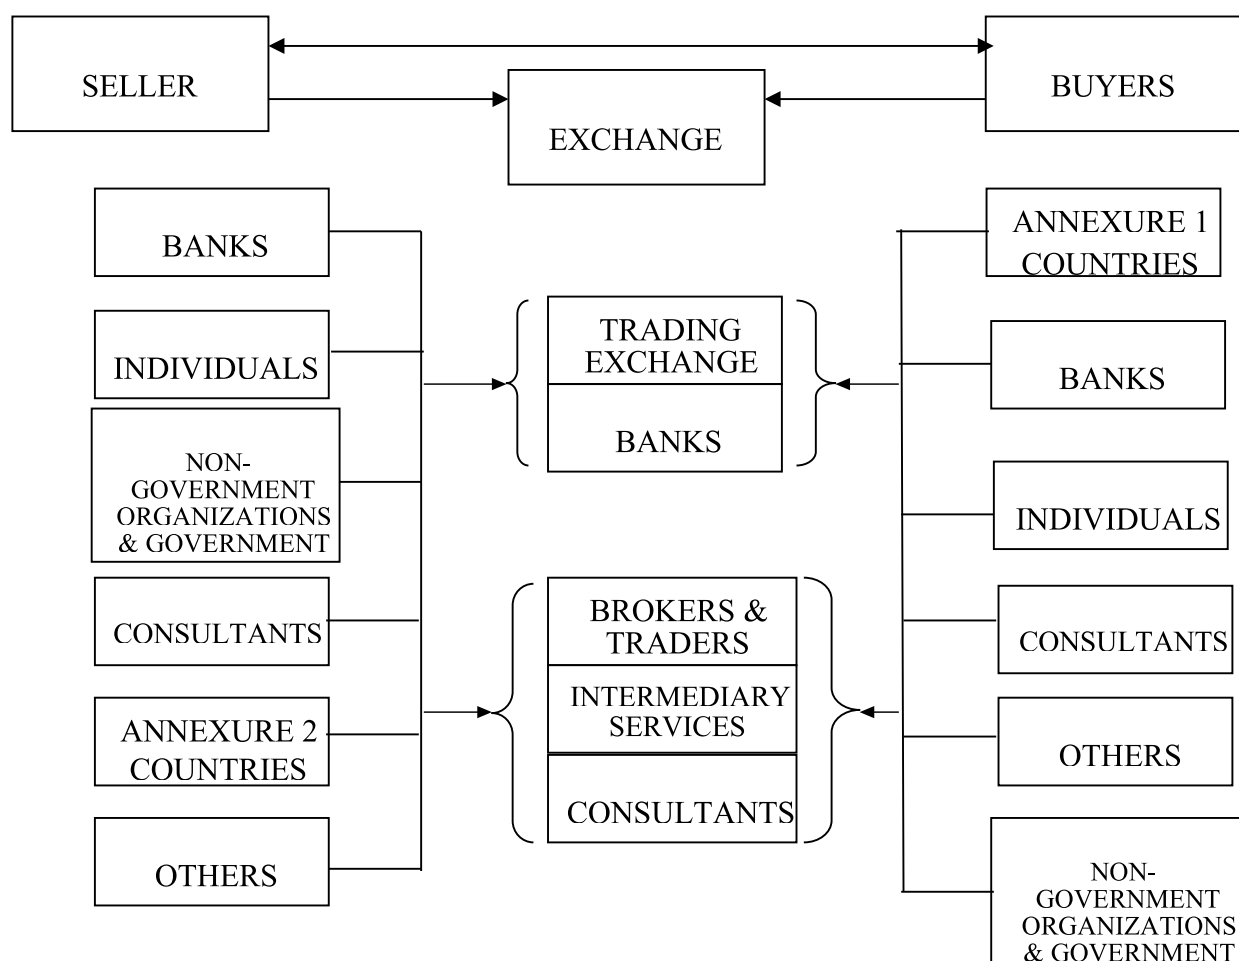 SELLER
EXCHANGE
BUYERS
BANKS
INDIVIDUALS
NON-
GOVERNMENT
ORGANIZATIONS
& GOVERNMENT
CONSULTANTS
ANNEXURE 2
COUNTRIES
OTHERS
TRADING
EXCHANGE
BANKS
BROKERS &
TRADERS
INTERMEDIARY
SERVICES
CONSULTANTS
ANNEXURE 1
COUNTRIES
BANKS
INDIVIDUALS
CONSULTANTS
OTHERS
NON-
GOVERNMENT
ORGANIZATIONS
& GOVERNMENT